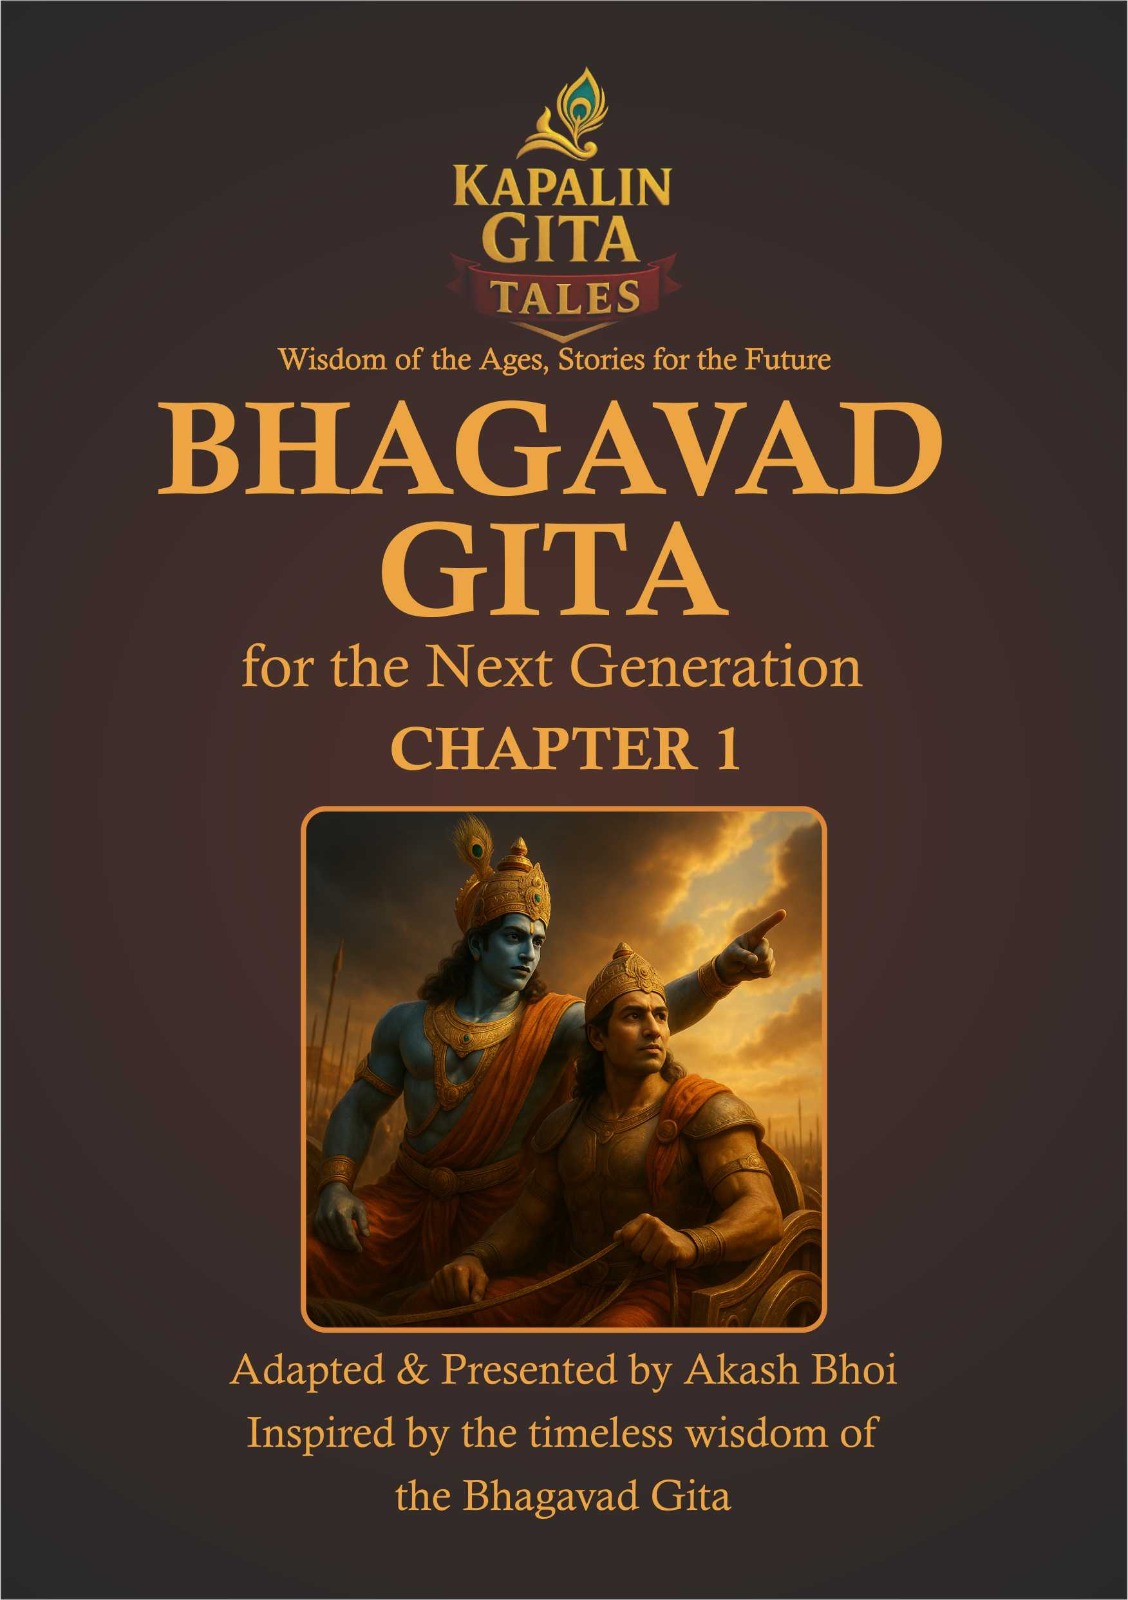 KAPALIN
GITA
TALES
Wisdom of the Ages, Stories for the Future
BHAGAVAD
GITA
for the Next Generation
CHAPTER 1
Adapted & Presented by Akash Bhoi
Inspired by the timeless wisdom of
the Bhagavad Gita